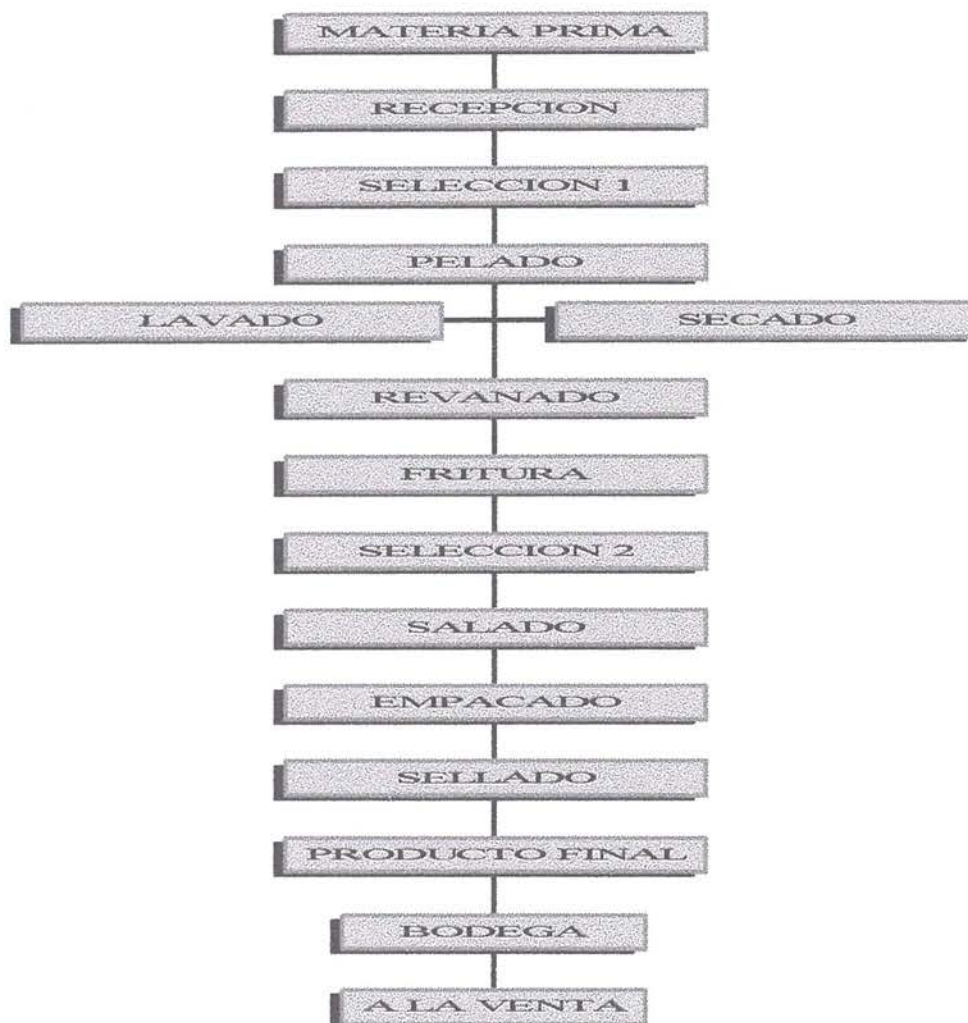 MATERIA PRIMA
RECEPCION
SELECCION 1
PELADO
LAVADO
SECADO
REVANADO
FRITURA
SELECCION 2
SALADO
EMPACADO
SELLADO
PRODUCTO FINAL
BODEGA
A LA VENTA